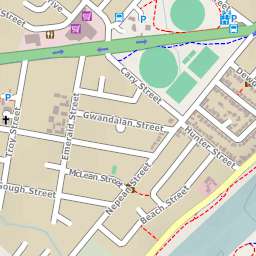 Cary Street
Gwandalan Street
Emerald Street
Troy Street
Hunter Street
McLean Street
Nepean Street
Beach Street
ough Street
P
P
P